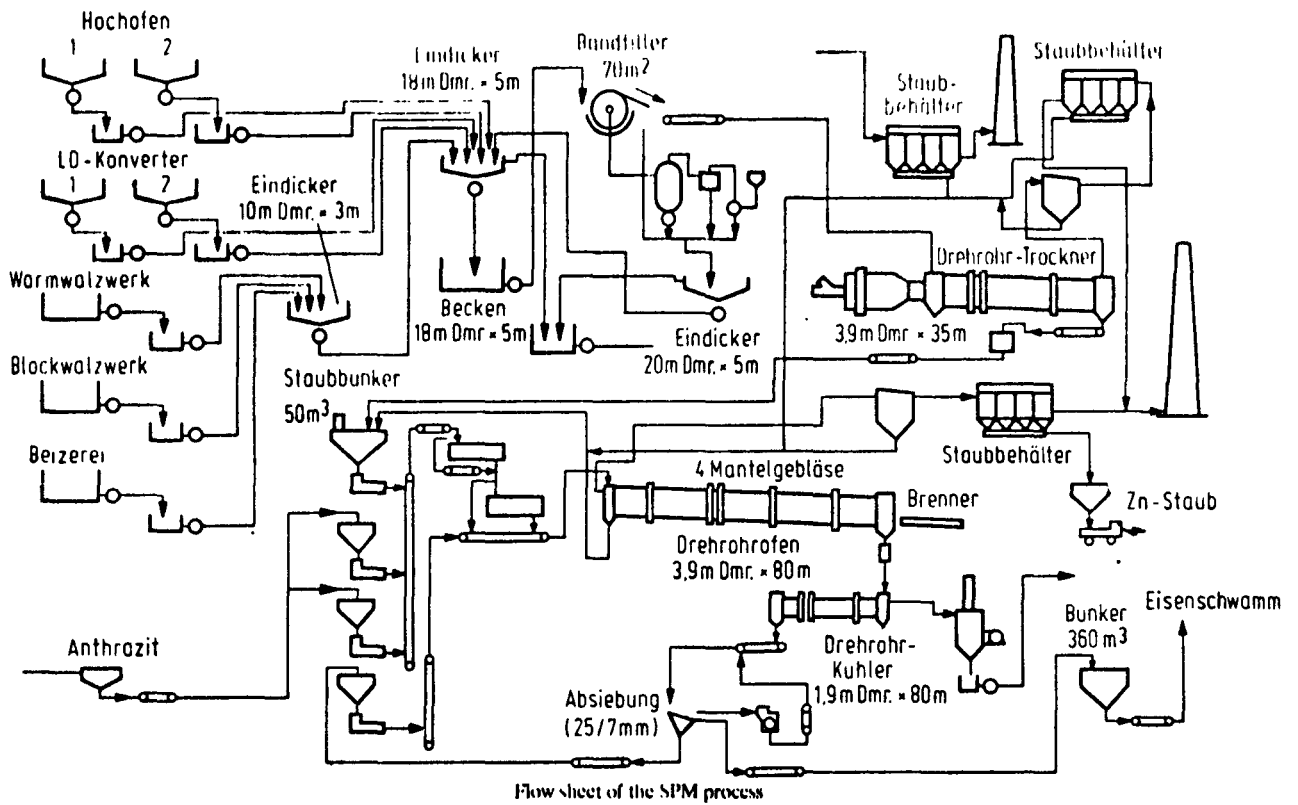 Hochofen
1 2
Eindicker
18m Dmr. × 5m
Bandfilter
70m²
Staub-
behälter
Staubbehälter
LD-Konverter
1 2
Eindicker
10m Dmr. × 3m
Warmwalzwerk
Becken
18m Dmr. × 5m
Eindicker
20m Dmr. × 5m
Drehrohr-Trockner
3,9m Dmr. × 35m
Blockwalzwerk
Staubbunker
50m³
Beizerei
4 Mantelgebläse
Brenner
Staubbehälter
Zn-Staub
Drehrohrofen
3,9m Dmr. × 80m
Anthrazit
Drehrohr-
Kühler
1,9m Dmr. × 80m
Bunker
360 m³
Eisenschwamm
Absiebung
(25/7mm)
Flow sheet of the SPM process